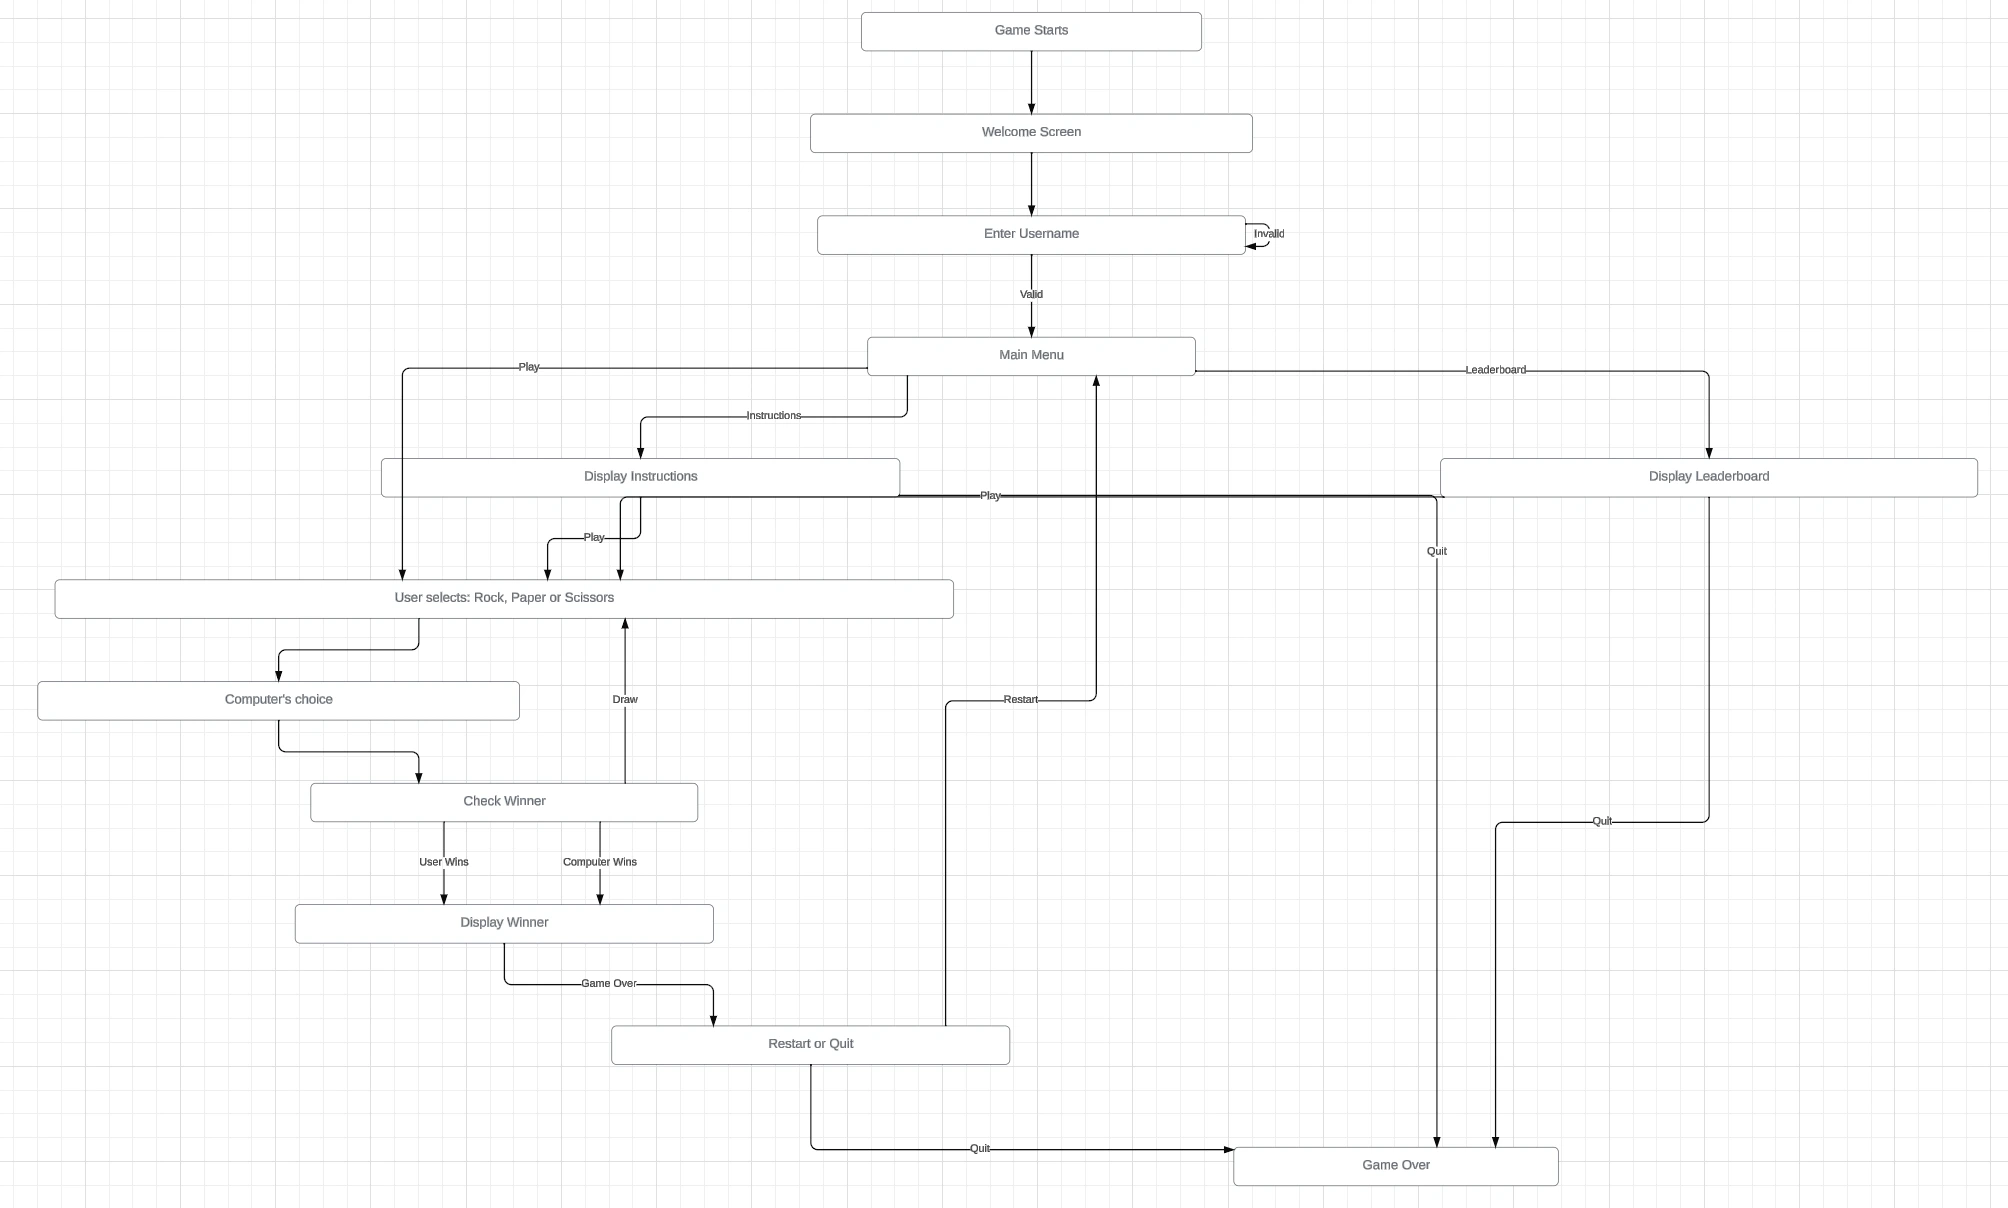 Game Starts
Welcome Screen
Enter Username
Invalid
Valid
Main Menu
Play
Leaderboard
Instructions
Display Instructions
Display Leaderboard
Play
Play
Quit
User selects: Rock, Paper or Scissors
Computer's choice
Draw
Restart
Check Winner
Quit
User Wins
Computer Wins
Display Winner
Game Over
Restart or Quit
Quit
Game Over